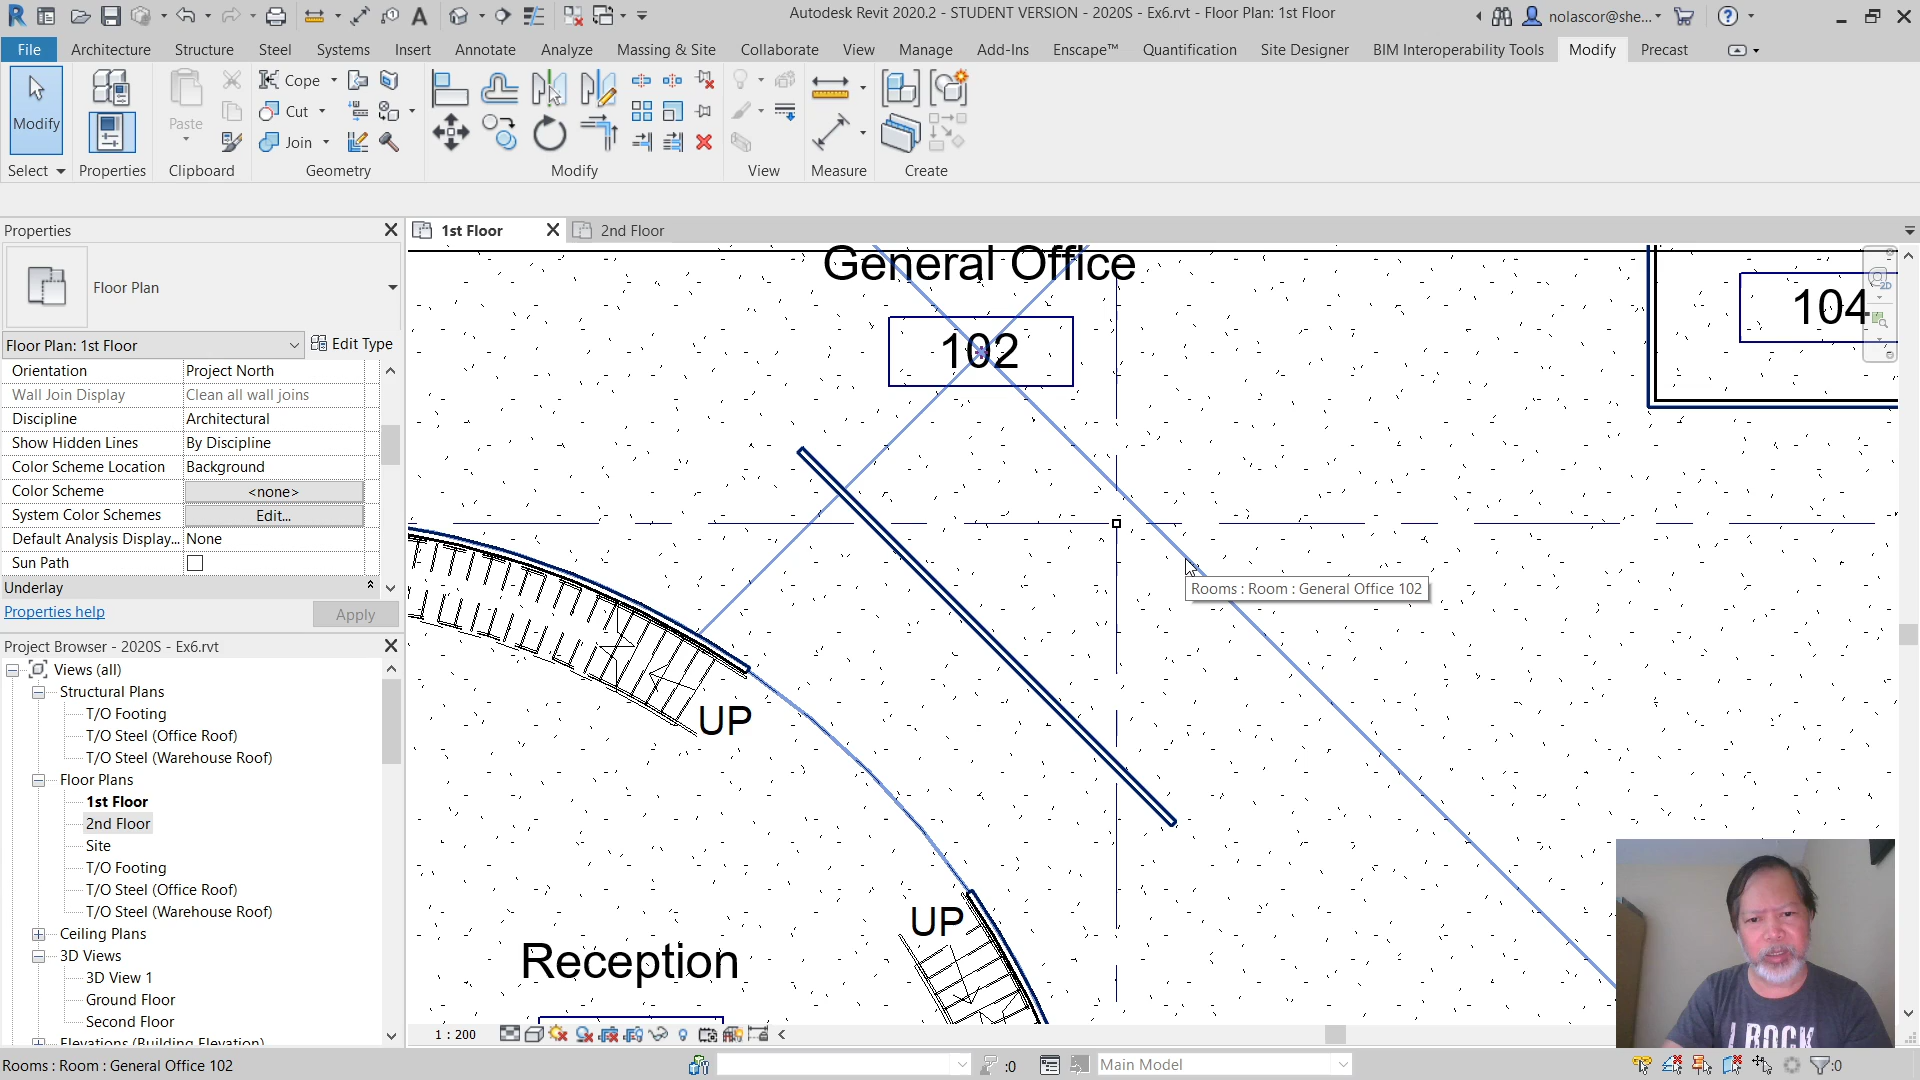 Autodesk Revit 2020.2 - STUDENT VERSION - 2020S - Ex6.rvt - Floor Plan: 1st Floor
nolascor@she...
File Architecture Structure Steel Systems Insert Annotate Analyze Massing & Site Collaborate View Manage Add-Ins Enscape™ Quantification Site Designer BIM Interoperability Tools Modify Precast
Modify
Paste
Cope
Cut
Join
Select Properties Clipboard Geometry Modify View Measure Create
Properties
1st Floor
2nd Floor
Floor Plan
Floor Plan: 1st Floor
Edit Type
Orientation Project North
Wall Join Display Clean all wall joins
Discipline Architectural
Show Hidden Lines By Discipline
Color Scheme Location Background
Color Scheme <none>
System Color Schemes Edit...
Default Analysis Display... None
Sun Path
Underlay
Properties help
Apply
Project Browser - 2020S - Ex6.rvt
Views (all)
Structural Plans
T/O Footing
T/O Steel (Office Roof)
T/O Steel (Warehouse Roof)
Floor Plans
1st Floor
2nd Floor
Site
T/O Footing
T/O Steel (Office Roof)
T/O Steel (Warehouse Roof)
Ceiling Plans
3D Views
3D View 1
Ground Floor
Second Floor
Elevations (Building Elevation)
General Office
102
104
2D
Rooms : Room : General Office 102
UP
UP
Reception
I ROCK
1 : 200
Rooms : Room : General Office 102
:0
Main Model
:0